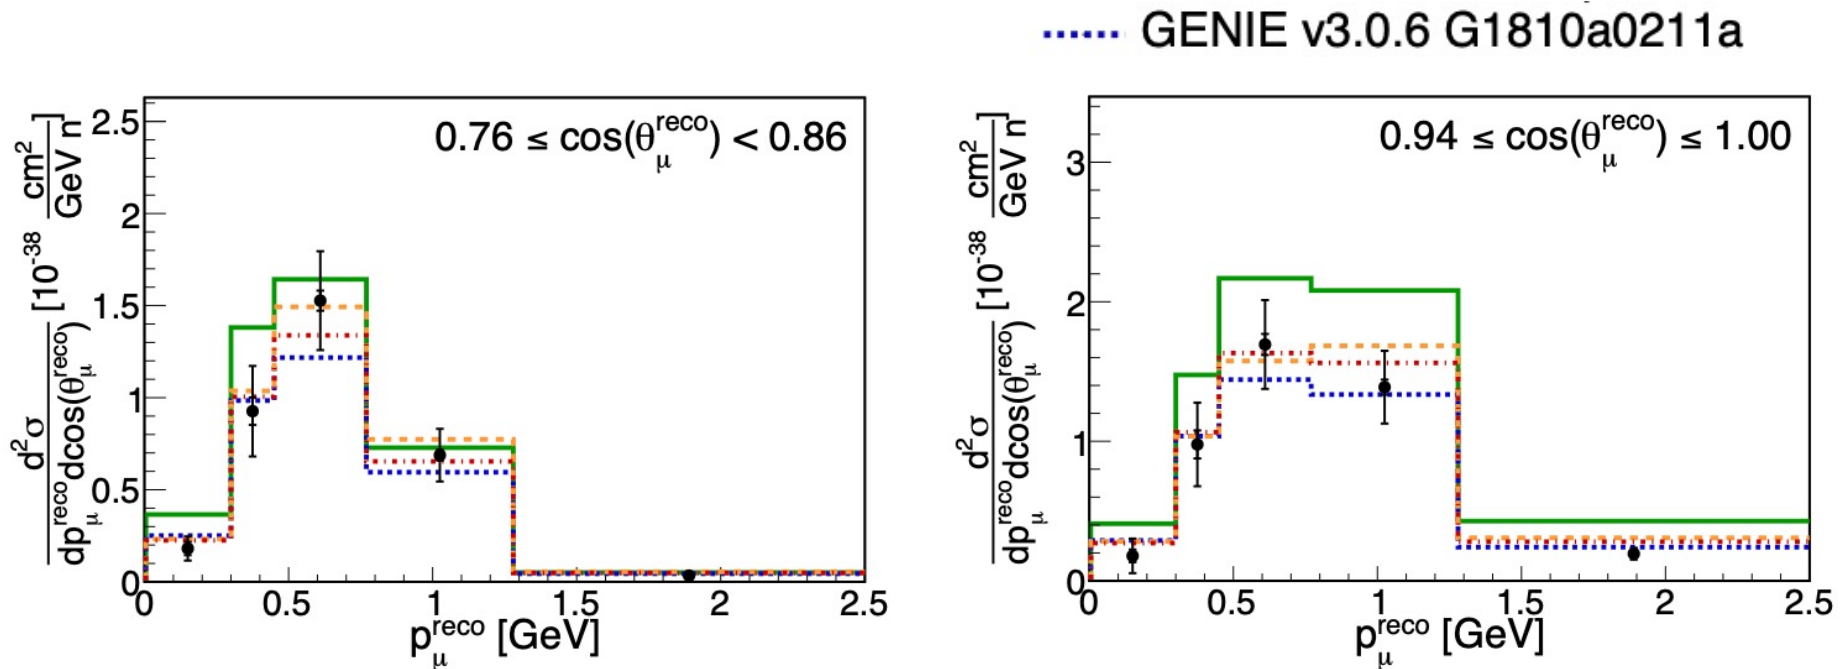 GENIE v3.0.6 G1810a0211a
0.76 ≤ cos(θ_μ^reco) < 0.86
d²σ / dp_μ^reco dcos(θ_μ^reco) [10^-38 cm² / GeV n]
2.5
2
1.5
1
0.5
0
0 0.5 1 1.5 2 2.5
p_μ^reco [GeV]
0.94 ≤ cos(θ_μ^reco) ≤ 1.00
d²σ / dp_μ^reco dcos(θ_μ^reco) [10^-38 cm² / GeV n]
3
2
1
0
0 0.5 1 1.5 2 2.5
p_μ^reco [GeV]